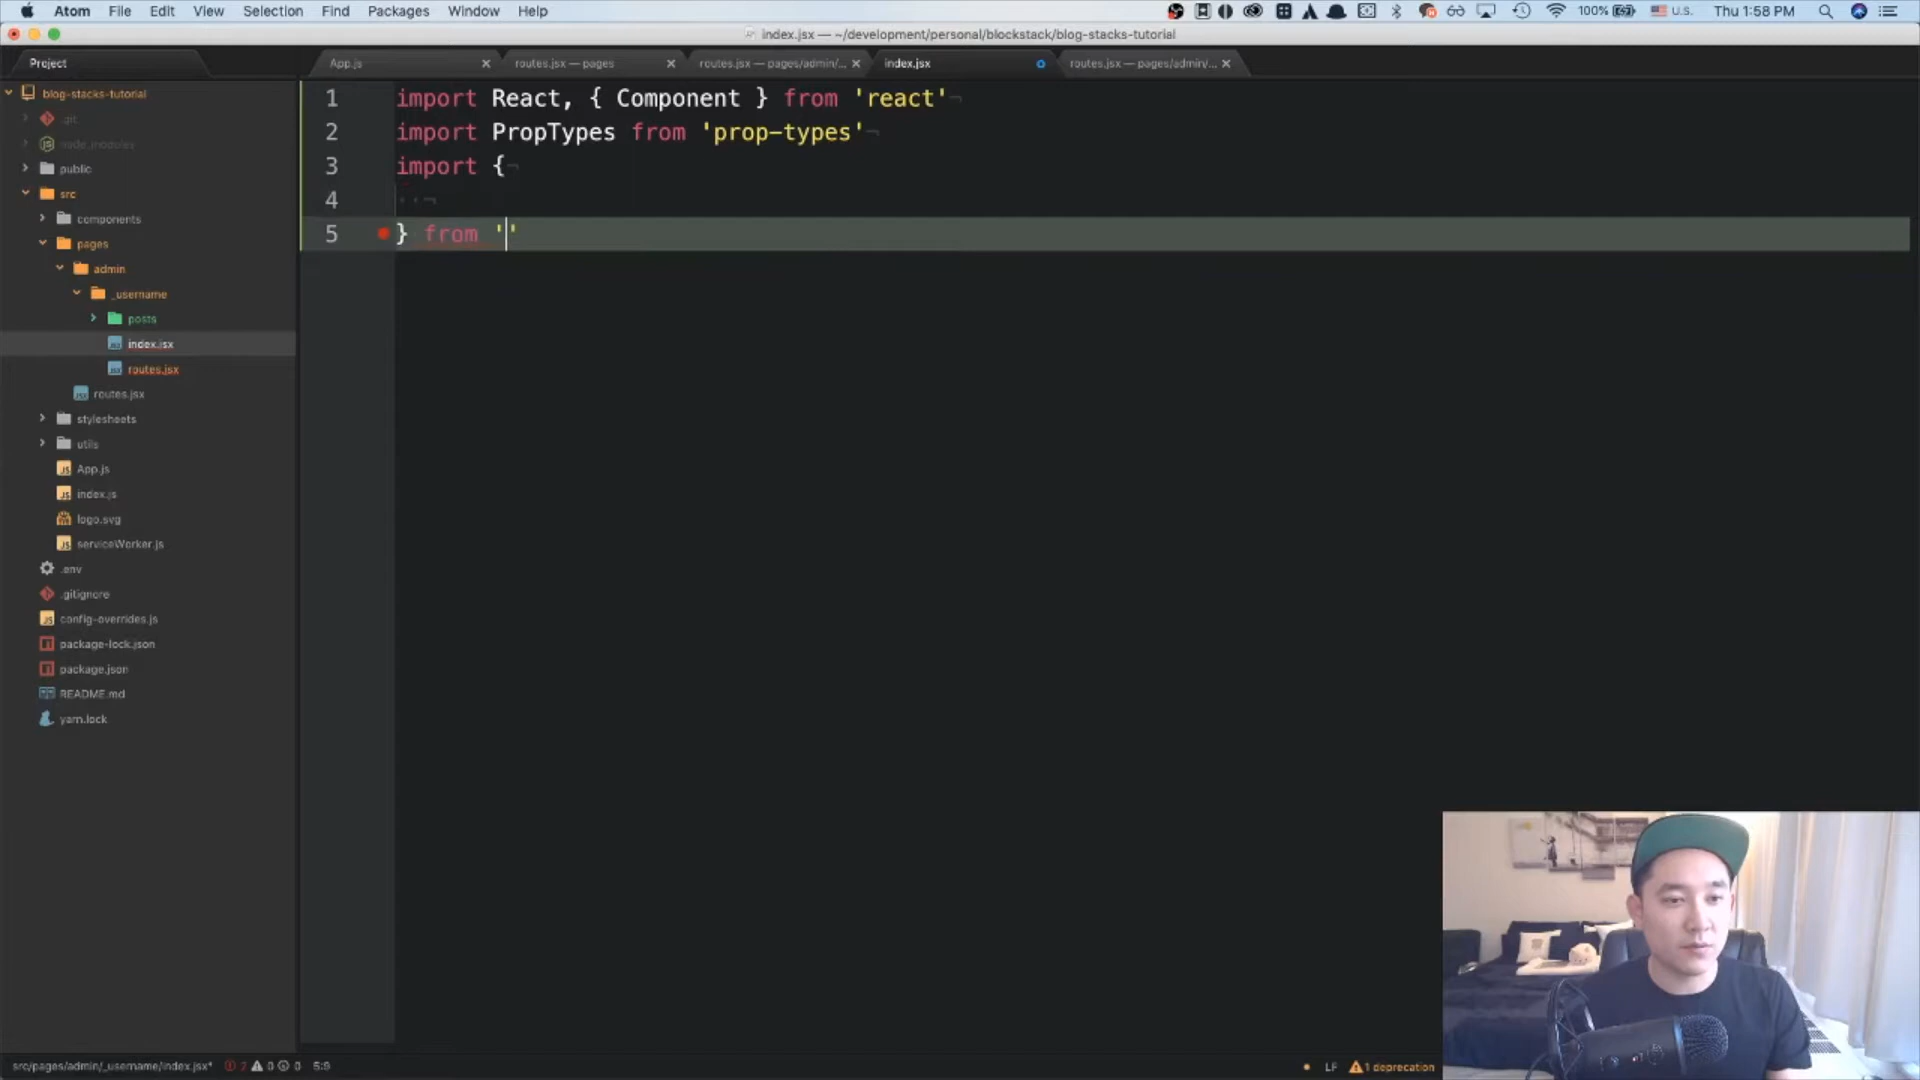 Atom File Edit View Selection Find Packages Window Help 100% U.S. Thu 1:58 PM
index.jsx — ~/development/personal/blockstack/blog-stacks-tutorial
Project App.js routes.jsx — pages routes.jsx — pages/admin/... index.jsx routes.jsx — pages/admin/...
blog-stacks-tutorial
.git
node_modules
public
src
components
pages
admin
_username
posts
index.jsx
routes.jsx
routes.jsx
stylesheets
utils
App.js
index.js
logo.svg
serviceWorker.js
.env
.gitignore
config-overrides.js
package-lock.json
package.json
README.md
yarn.lock
1 import React, { Component } from 'react'
2 import PropTypes from 'prop-types'
3 import {
4
5 } from ''
src/pages/admin/_username/index.jsx* 0 0 5:9 LF 1 deprecation